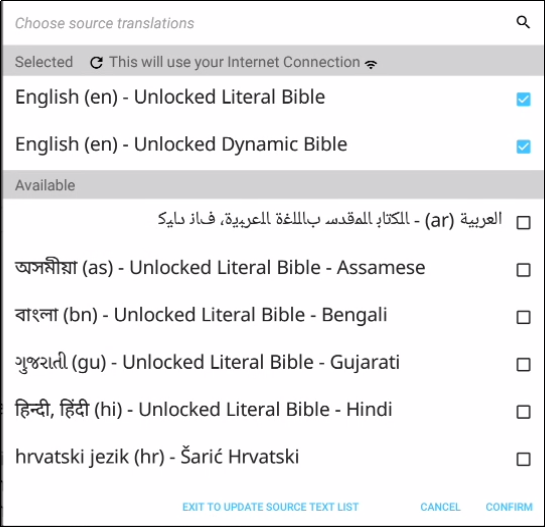 Choose source translations
Selected This will use your Internet Connection
English (en) - Unlocked Literal Bible
English (en) - Unlocked Dynamic Bible
Available
العربية (ar) - الكتاب المقدس باللغة العربية، فان دايك
অসমীয়া (as) - Unlocked Literal Bible - Assamese
বাংলা (bn) - Unlocked Literal Bible - Bengali
ગુજરાતી (gu) - Unlocked Literal Bible - Gujarati
हिन्दी, हिंदी (hi) - Unlocked Literal Bible - Hindi
hrvatski jezik (hr) - Šarić Hrvatski
EXIT TO UPDATE SOURCE TEXT LIST CANCEL CONFIRM